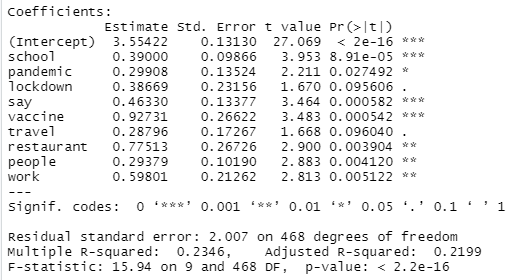 Coefficients:
            Estimate Std. Error t value Pr(>|t|)
(Intercept)  3.55422    0.13130  27.069  < 2e-16 ***
school       0.39000    0.09866   3.953 8.91e-05 ***
pandemic     0.29908    0.13524   2.211 0.027492 *
lockdown     0.38669    0.23156   1.670 0.095606 .
say          0.46330    0.13377   3.464 0.000582 ***
vaccine      0.92731    0.26622   3.483 0.000542 ***
travel       0.28796    0.17267   1.668 0.096040 .
restaurant   0.77513    0.26726   2.900 0.003904 **
people       0.29379    0.10190   2.883 0.004120 **
work         0.59801    0.21262   2.813 0.005122 **
---
Signif. codes:  0 ‘***’ 0.001 ‘**’ 0.01 ‘*’ 0.05 ‘.’ 0.1 ‘ ’ 1
Residual standard error: 2.007 on 468 degrees of freedom
Multiple R-squared:  0.2346,    Adjusted R-squared:  0.2199
F-statistic: 15.94 on 9 and 468 DF,  p-value: < 2.2e-16